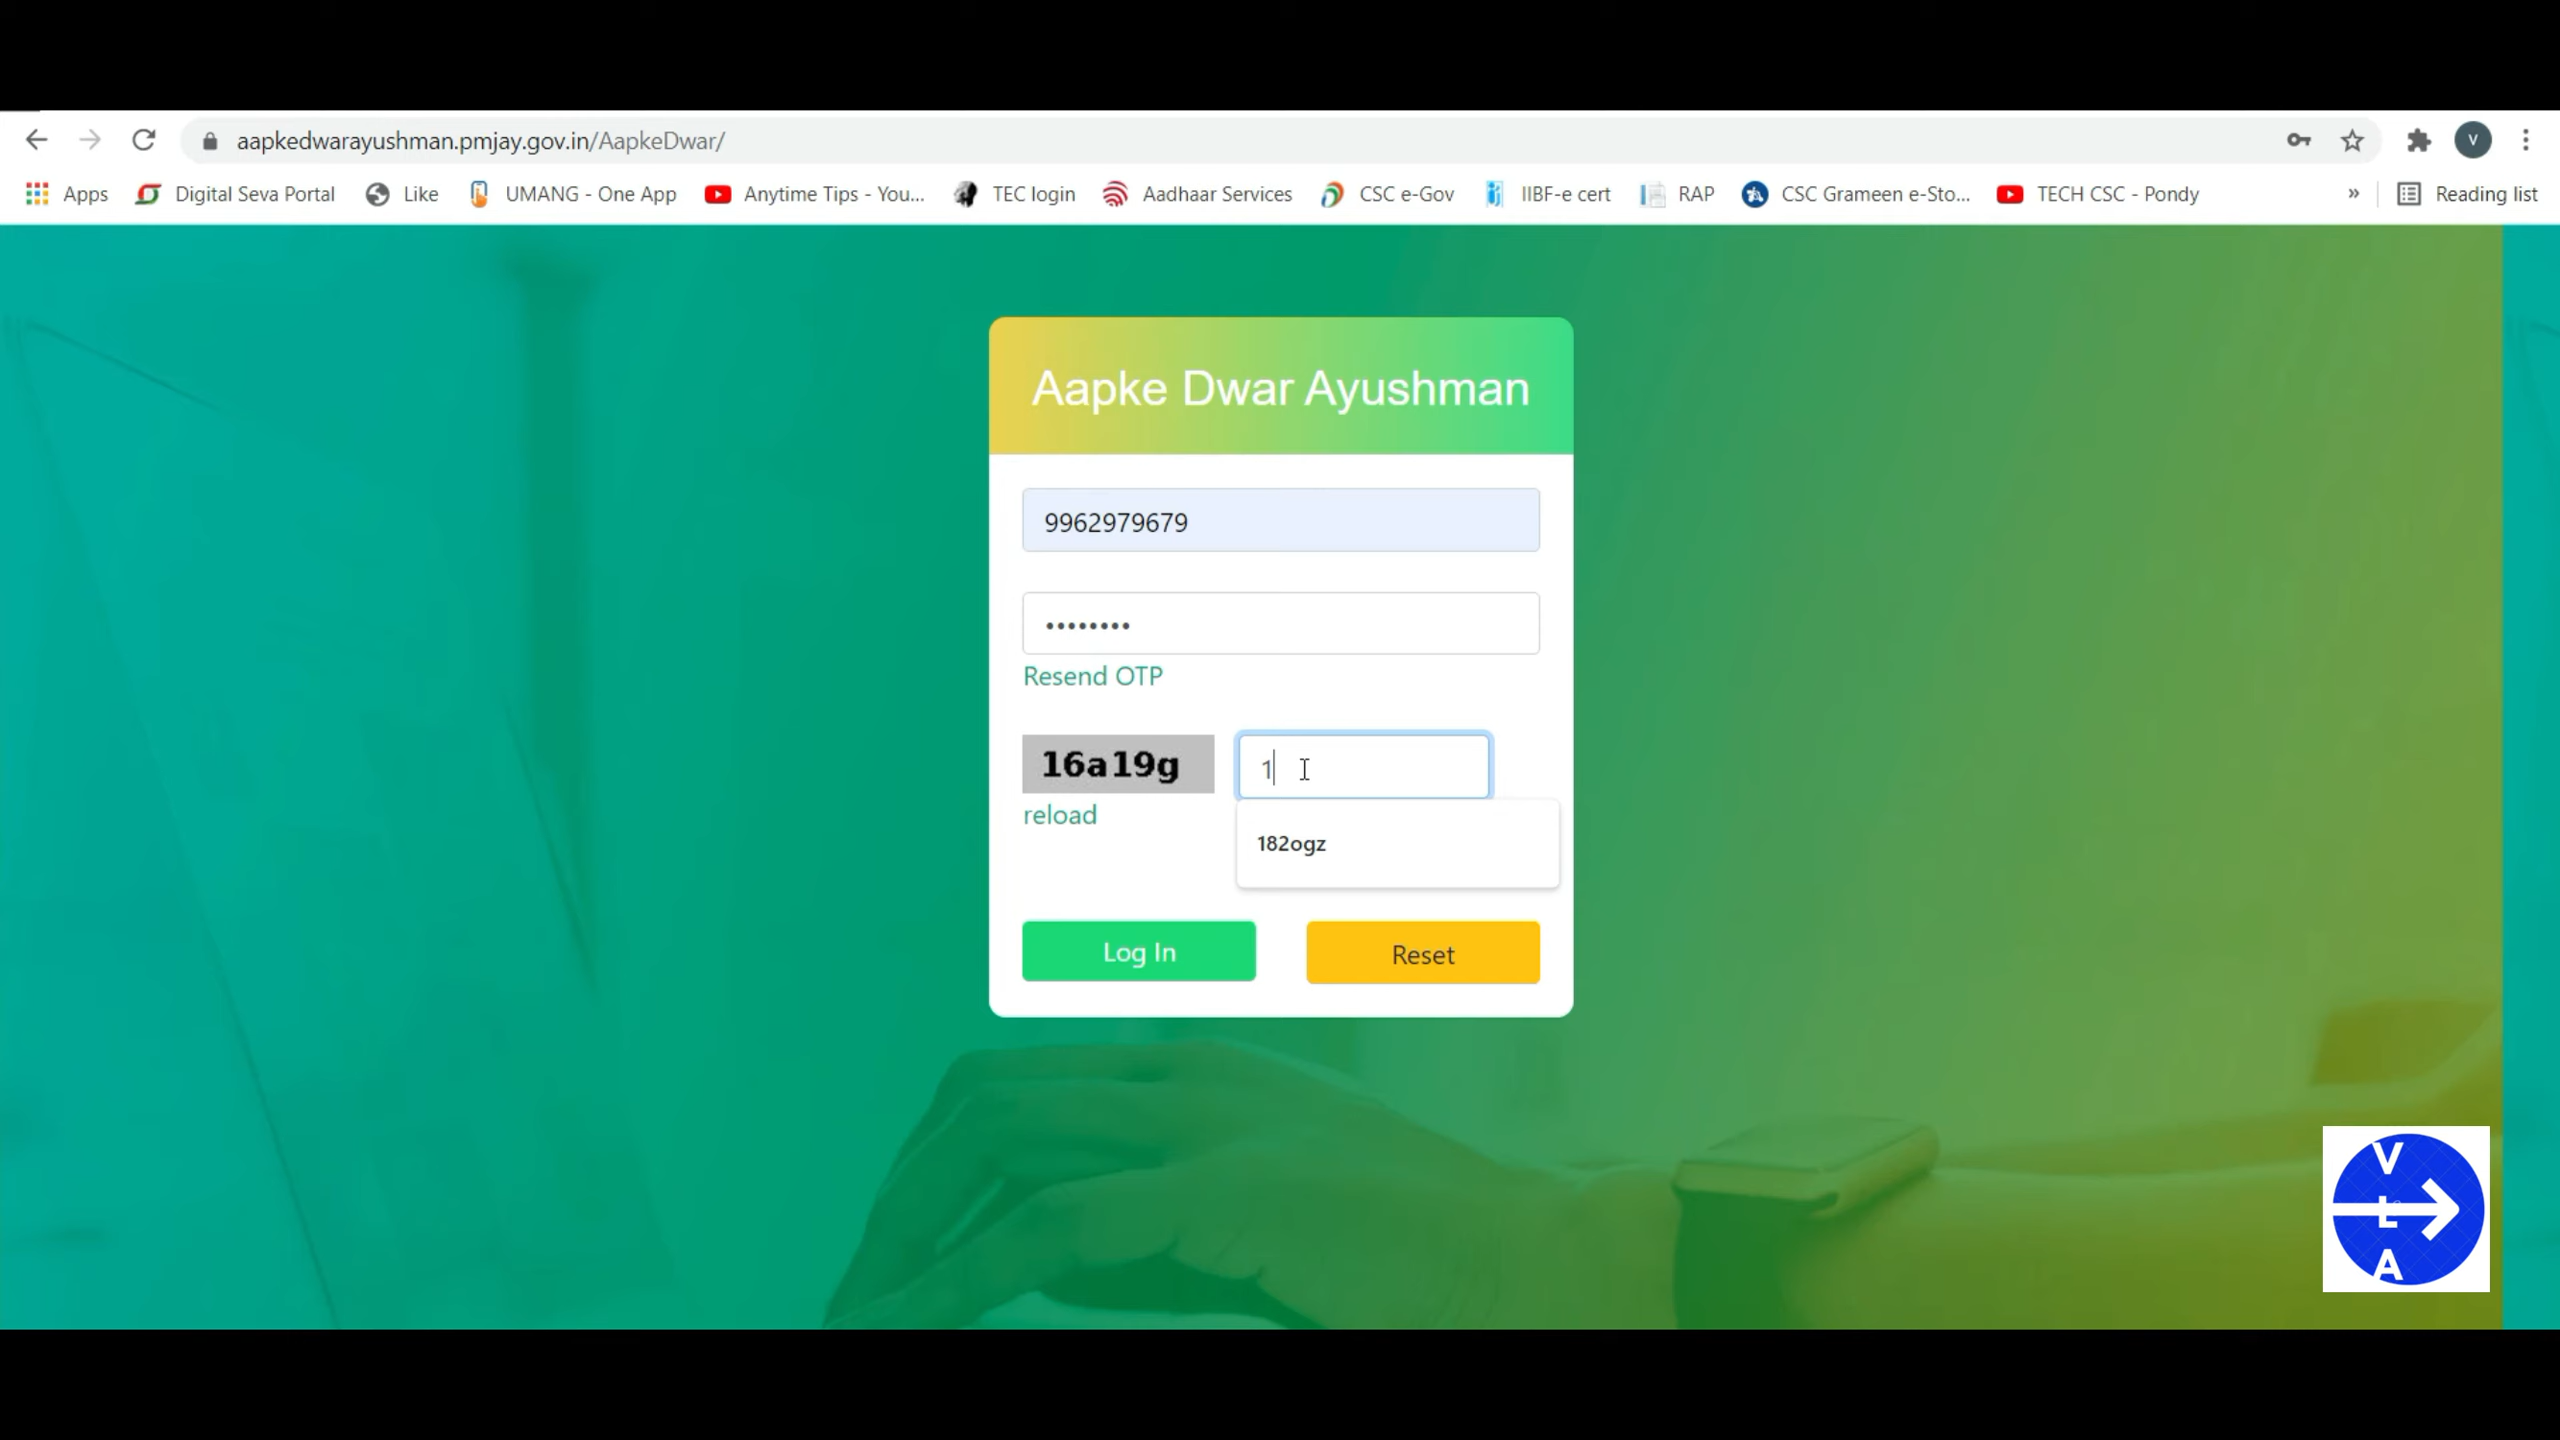 aapkedwarayushman.pmjay.gov.in/AapkeDwar/
V
Apps Digital Seva Portal Like UMANG - One App Anytime Tips - You... TEC login Aadhaar Services CSC e-Gov IIBF-e cert RAP CSC Grameen e-Sto... TECH CSC - Pondy » Reading list
Aapke Dwar Ayushman
9962979679
••••••••
Resend OTP
16a19g 1
reload
182ogz
Log In Reset
V
L
A